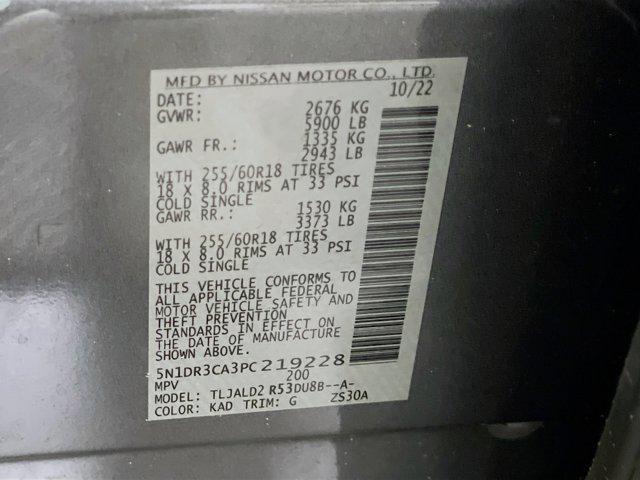 MFD BY NISSAN MOTOR CO., LTD.
DATE: 10/22
GVWR: 2676 KG
5900 LB
GAWR FR.: 1335 KG
2943 LB
WITH 255/60R18 TIRES
18 X 8.0 RIMS AT 33 PSI
COLD SINGLE
GAWR RR.: 1530 KG
3373 LB
WITH 255/60R18 TIRES
18 X 8.0 RIMS AT 33 PSI
COLD SINGLE
THIS VEHICLE CONFORMS TO
ALL APPLICABLE FEDERAL
MOTOR VEHICLE SAFETY AND
THEFT PREVENTION
STANDARDS IN EFFECT ON
THE DATE OF MANUFACTURE
SHOWN ABOVE.
5N1DR3CA3PC219228
MPV 200
MODEL: TLJALD2 R53DU8B--A-
COLOR: KAD TRIM: G ZS30A